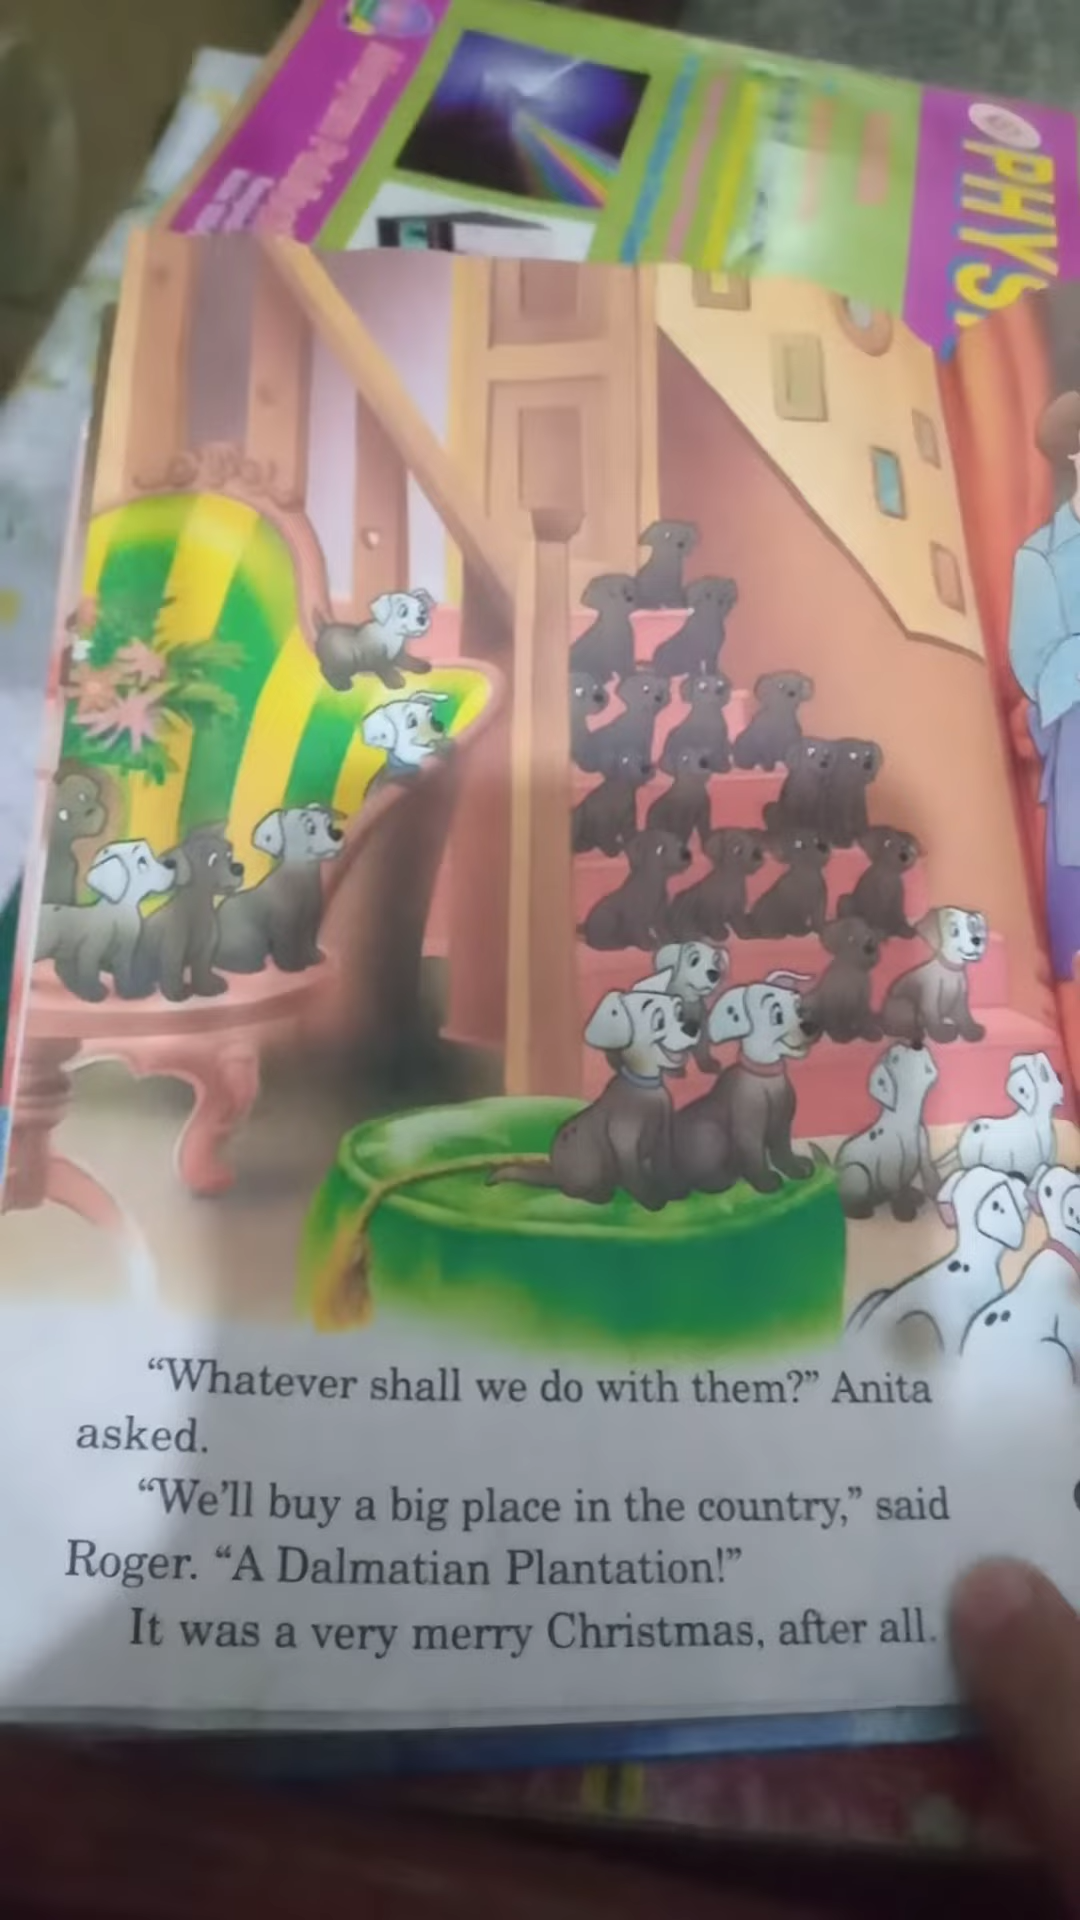 PHYS
“Whatever shall we do with them?” Anita
asked.
“We’ll buy a big place in the country,” said
Roger. “A Dalmatian Plantation!”
It was a very merry Christmas, after all.